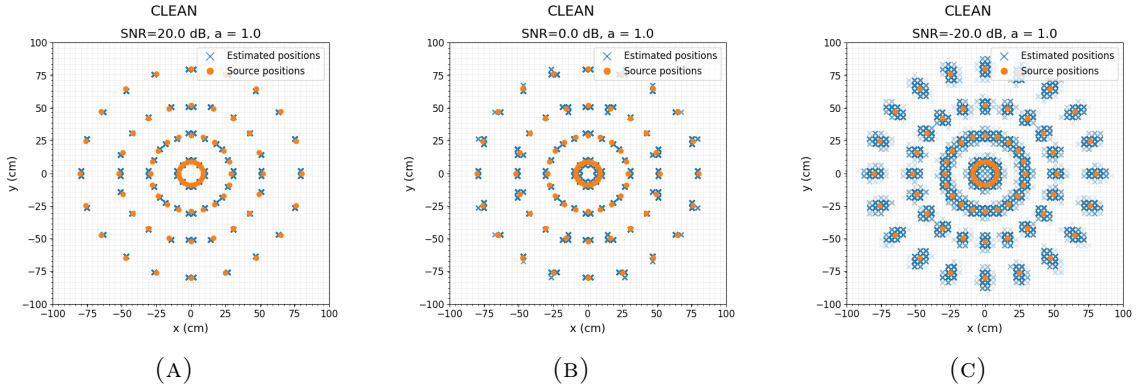 CLEAN
SNR=20.0 dB, a = 1.0
Estimated positions
Source positions
100
75
50
25
0
−25
−50
−75
−100
y (cm)
−100 −75 −50 −25 0 25 50 75 100
x (cm)
(A)
CLEAN
SNR=0.0 dB, a = 1.0
Estimated positions
Source positions
100
75
50
25
0
−25
−50
−75
−100
y (cm)
−100 −75 −50 −25 0 25 50 75 100
x (cm)
(B)
CLEAN
SNR=-20.0 dB, a = 1.0
Estimated positions
Source positions
100
75
50
25
0
−25
−50
−75
−100
y (cm)
−100 −75 −50 −25 0 25 50 75 100
x (cm)
(C)